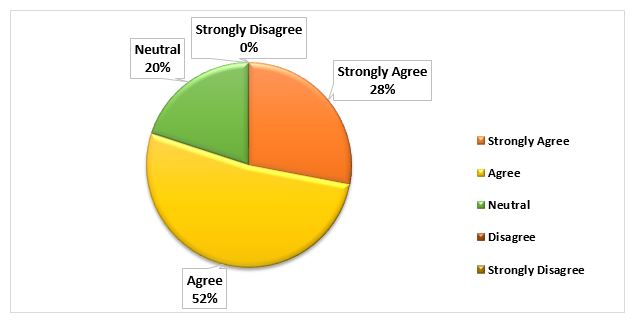 Strongly Disagree
0%
Neutral
20%
Strongly Agree
28%
Agree
52%
Strongly Agree
Agree
Neutral
Disagree
Strongly Disagree